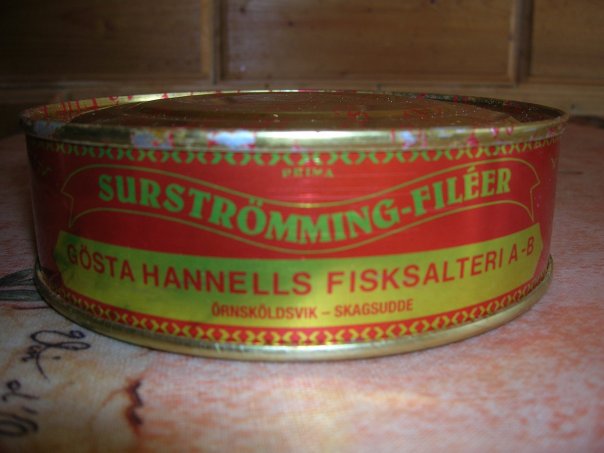 PRIMA
SURSTRÖMMING-FILÉER
GÖSTA HANNELLS FISKSALTERI A-B
ÖRNSKÖLDSVIK – SKAGSUDDE